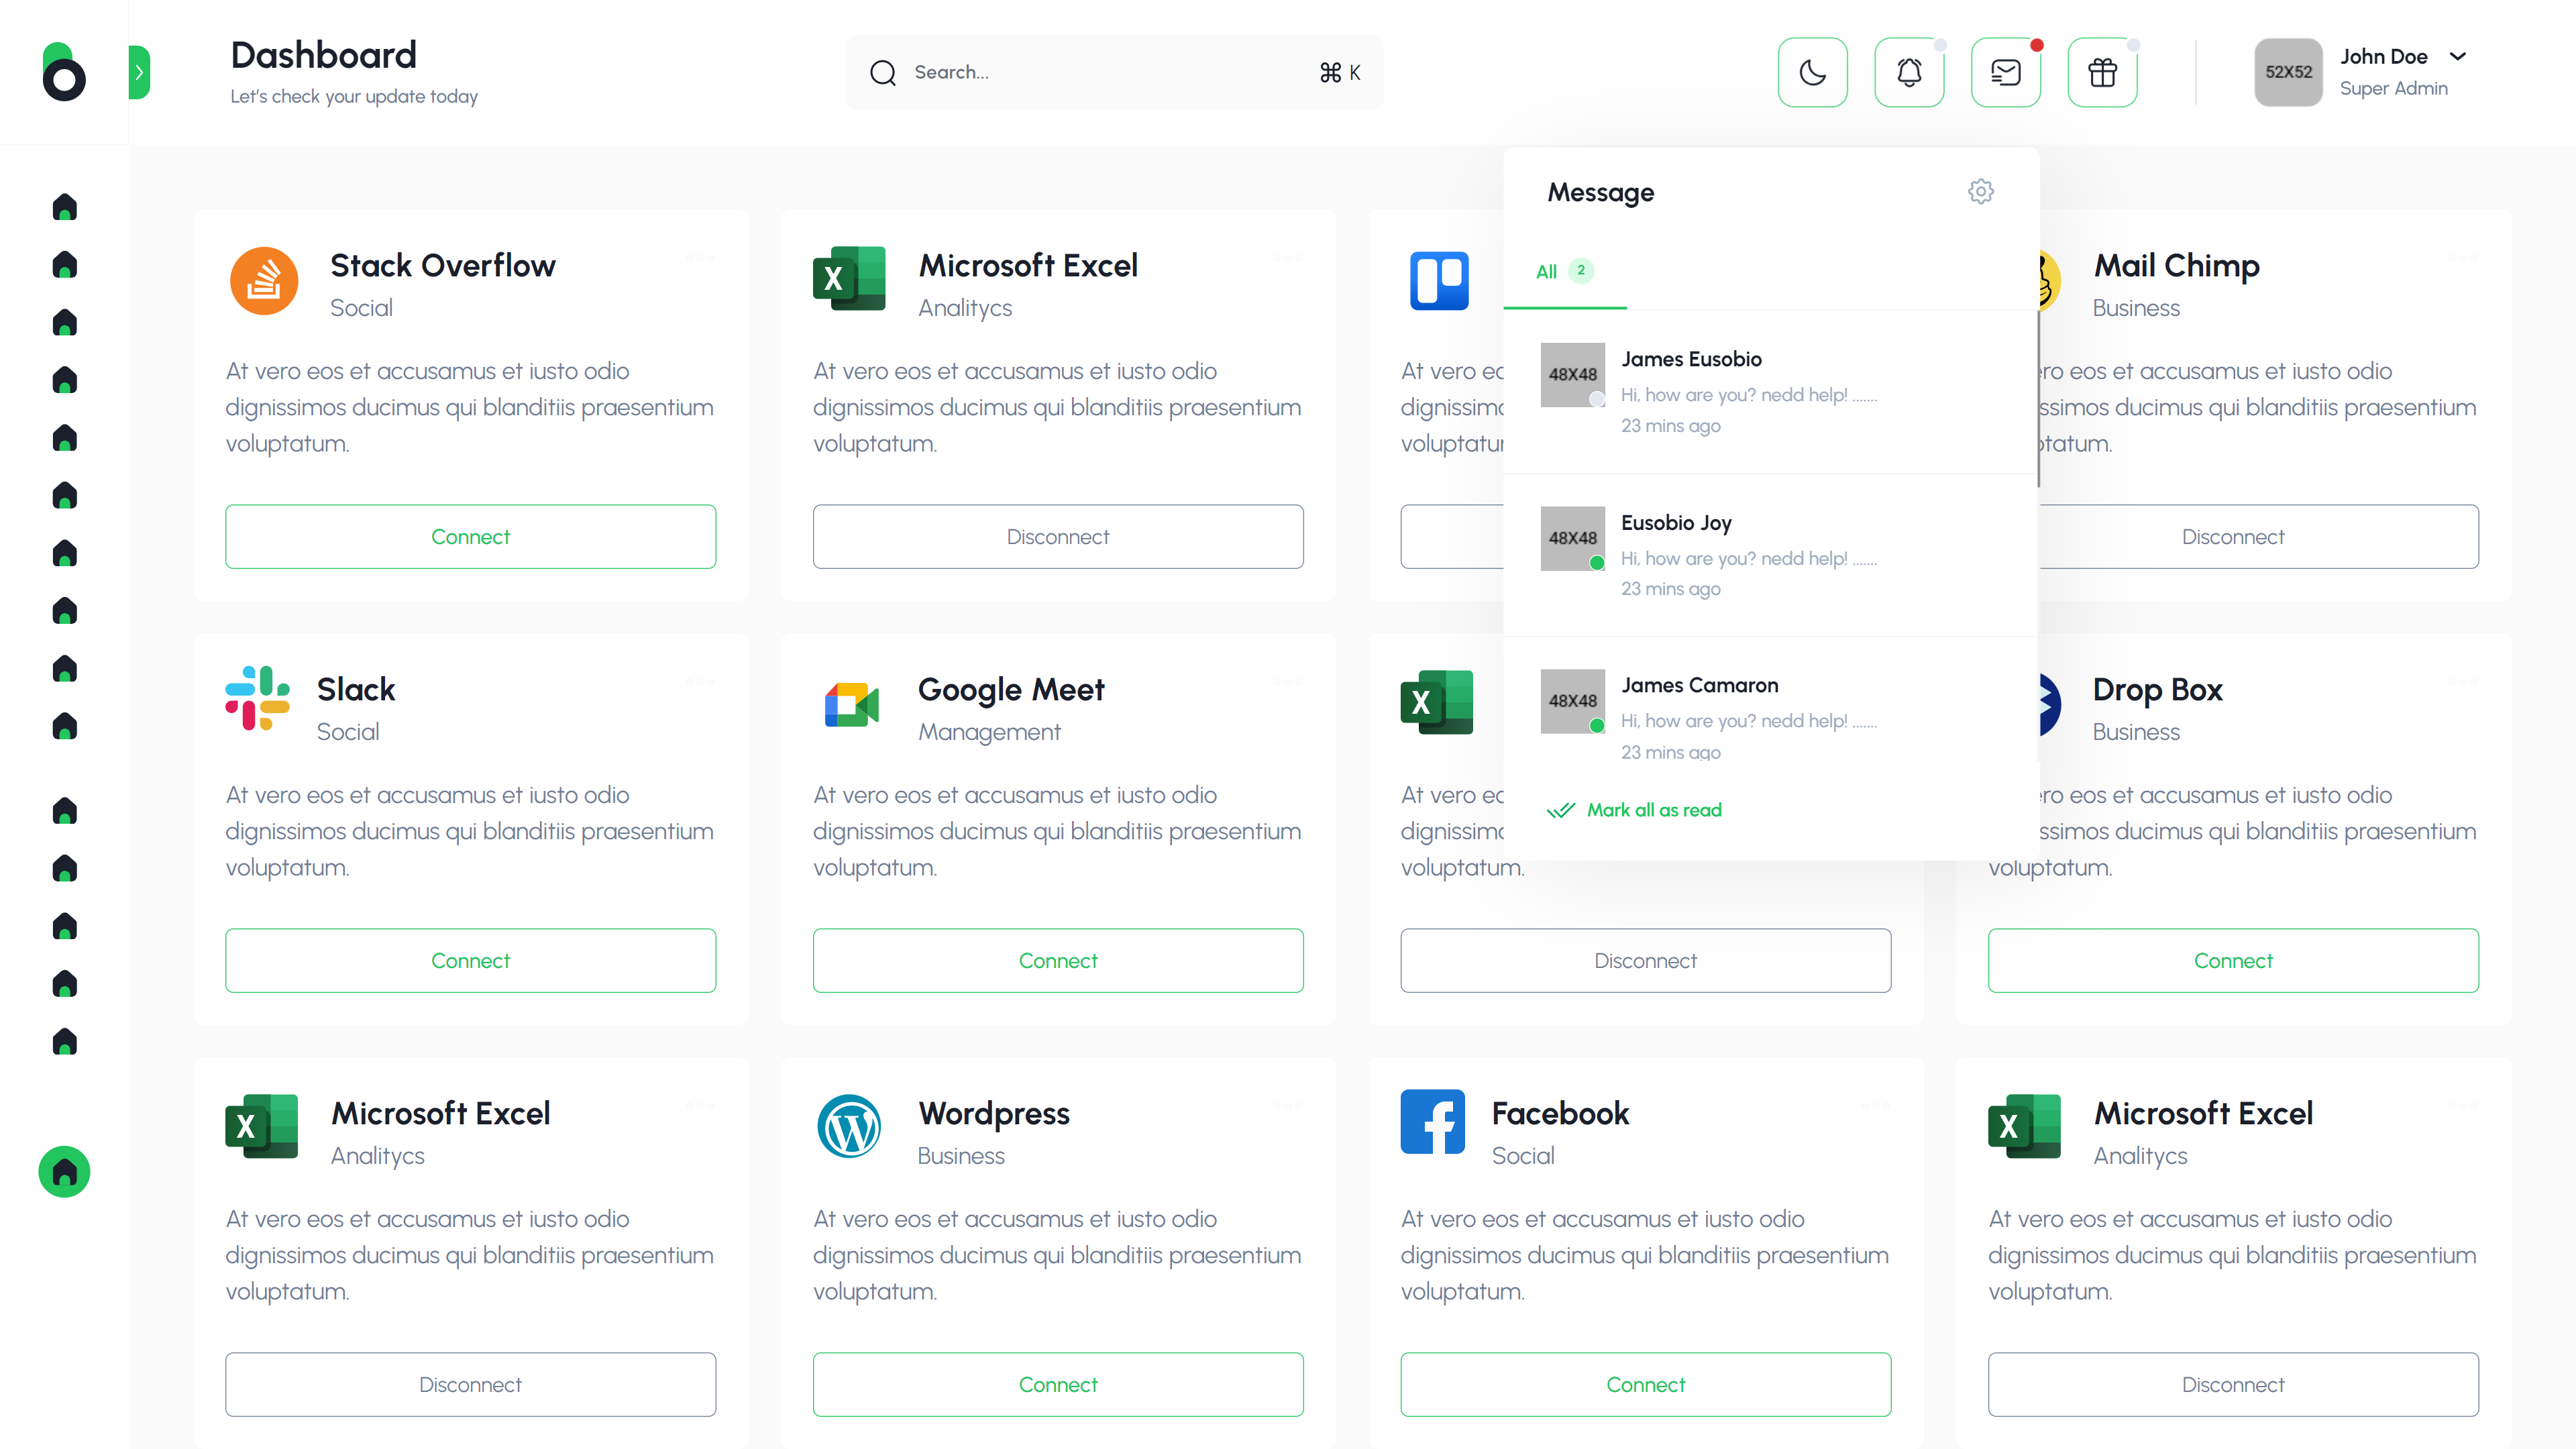 Dashboard
Let's check your update today
Search...
⌘ K
52X52
John Doe
Super Admin
Message
All 2
James Eusobio
48X48
Hi, how are you? nedd help! .......
23 mins ago
Eusobio Joy
48X48
Hi, how are you? nedd help! .......
23 mins ago
James Camaron
48X48
Hi, how are you? nedd help! .......
23 mins ago
Mark all as read
Stack Overflow
Social
At vero eos et accusamus et iusto odio
dignissimos ducimus qui blanditiis praesentium
voluptatum.
Connect
Microsoft Excel
Analitycs
At vero eos et accusamus et iusto odio
dignissimos ducimus qui blanditiis praesentium
voluptatum.
Disconnect
At vero
Mail Chimp
Business
eos et accusamus et iusto odio
ducimus qui blanditiis praesentium
Disconnect
Slack
Social
At vero eos et accusamus et iusto odio
dignissimos ducimus qui blanditiis praesentium
voluptatum.
Connect
Google Meet
Management
At vero eos et accusamus et iusto odio
dignissimos ducimus qui blanditiis praesentium
voluptatum.
Connect
X
At vero
voluptatum.
Disconnect
Drop Box
Business
eos et accusamus et iusto odio
ducimus qui blanditiis praesentium
voluptatum.
Connect
Microsoft Excel
Analitycs
At vero eos et accusamus et iusto odio
dignissimos ducimus qui blanditiis praesentium
voluptatum.
Disconnect
Wordpress
Business
At vero eos et accusamus et iusto odio
dignissimos ducimus qui blanditiis praesentium
voluptatum.
Connect
Facebook
Social
At vero eos et accusamus et iusto odio
dignissimos ducimus qui blanditiis praesentium
voluptatum.
Connect
Microsoft Excel
Analitycs
At vero eos et accusamus et iusto odio
dignissimos ducimus qui blanditiis praesentium
voluptatum.
Disconnect